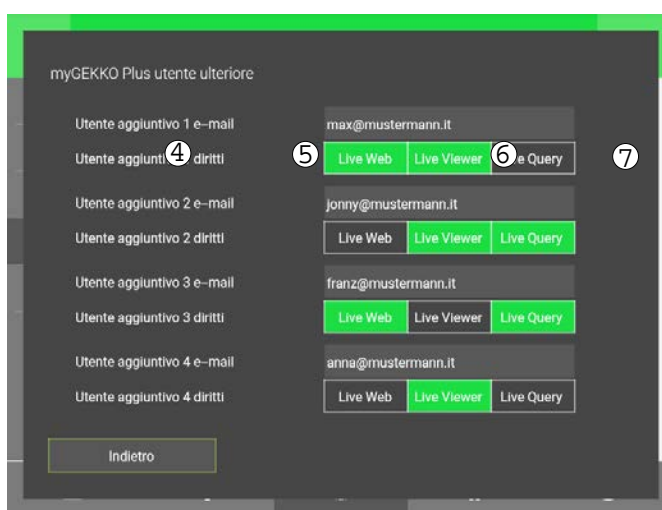 myGEKKO Plus utente ulteriore
Utente aggiuntivo 1 e-mail max@mustermann.it
Utente aggiunti④ diritti ⑤ Live Web Live Viewer ⑥e Query ⑦
Utente aggiuntivo 2 e-mail jonny@mustermann.it
Utente aggiuntivo 2 diritti Live Web Live Viewer Live Query
Utente aggiuntivo 3 e-mail franz@mustermann.it
Utente aggiuntivo 3 diritti Live Web Live Viewer Live Query
Utente aggiuntivo 4 e-mail anna@mustermann.it
Utente aggiuntivo 4 diritti Live Web Live Viewer Live Query
Indietro